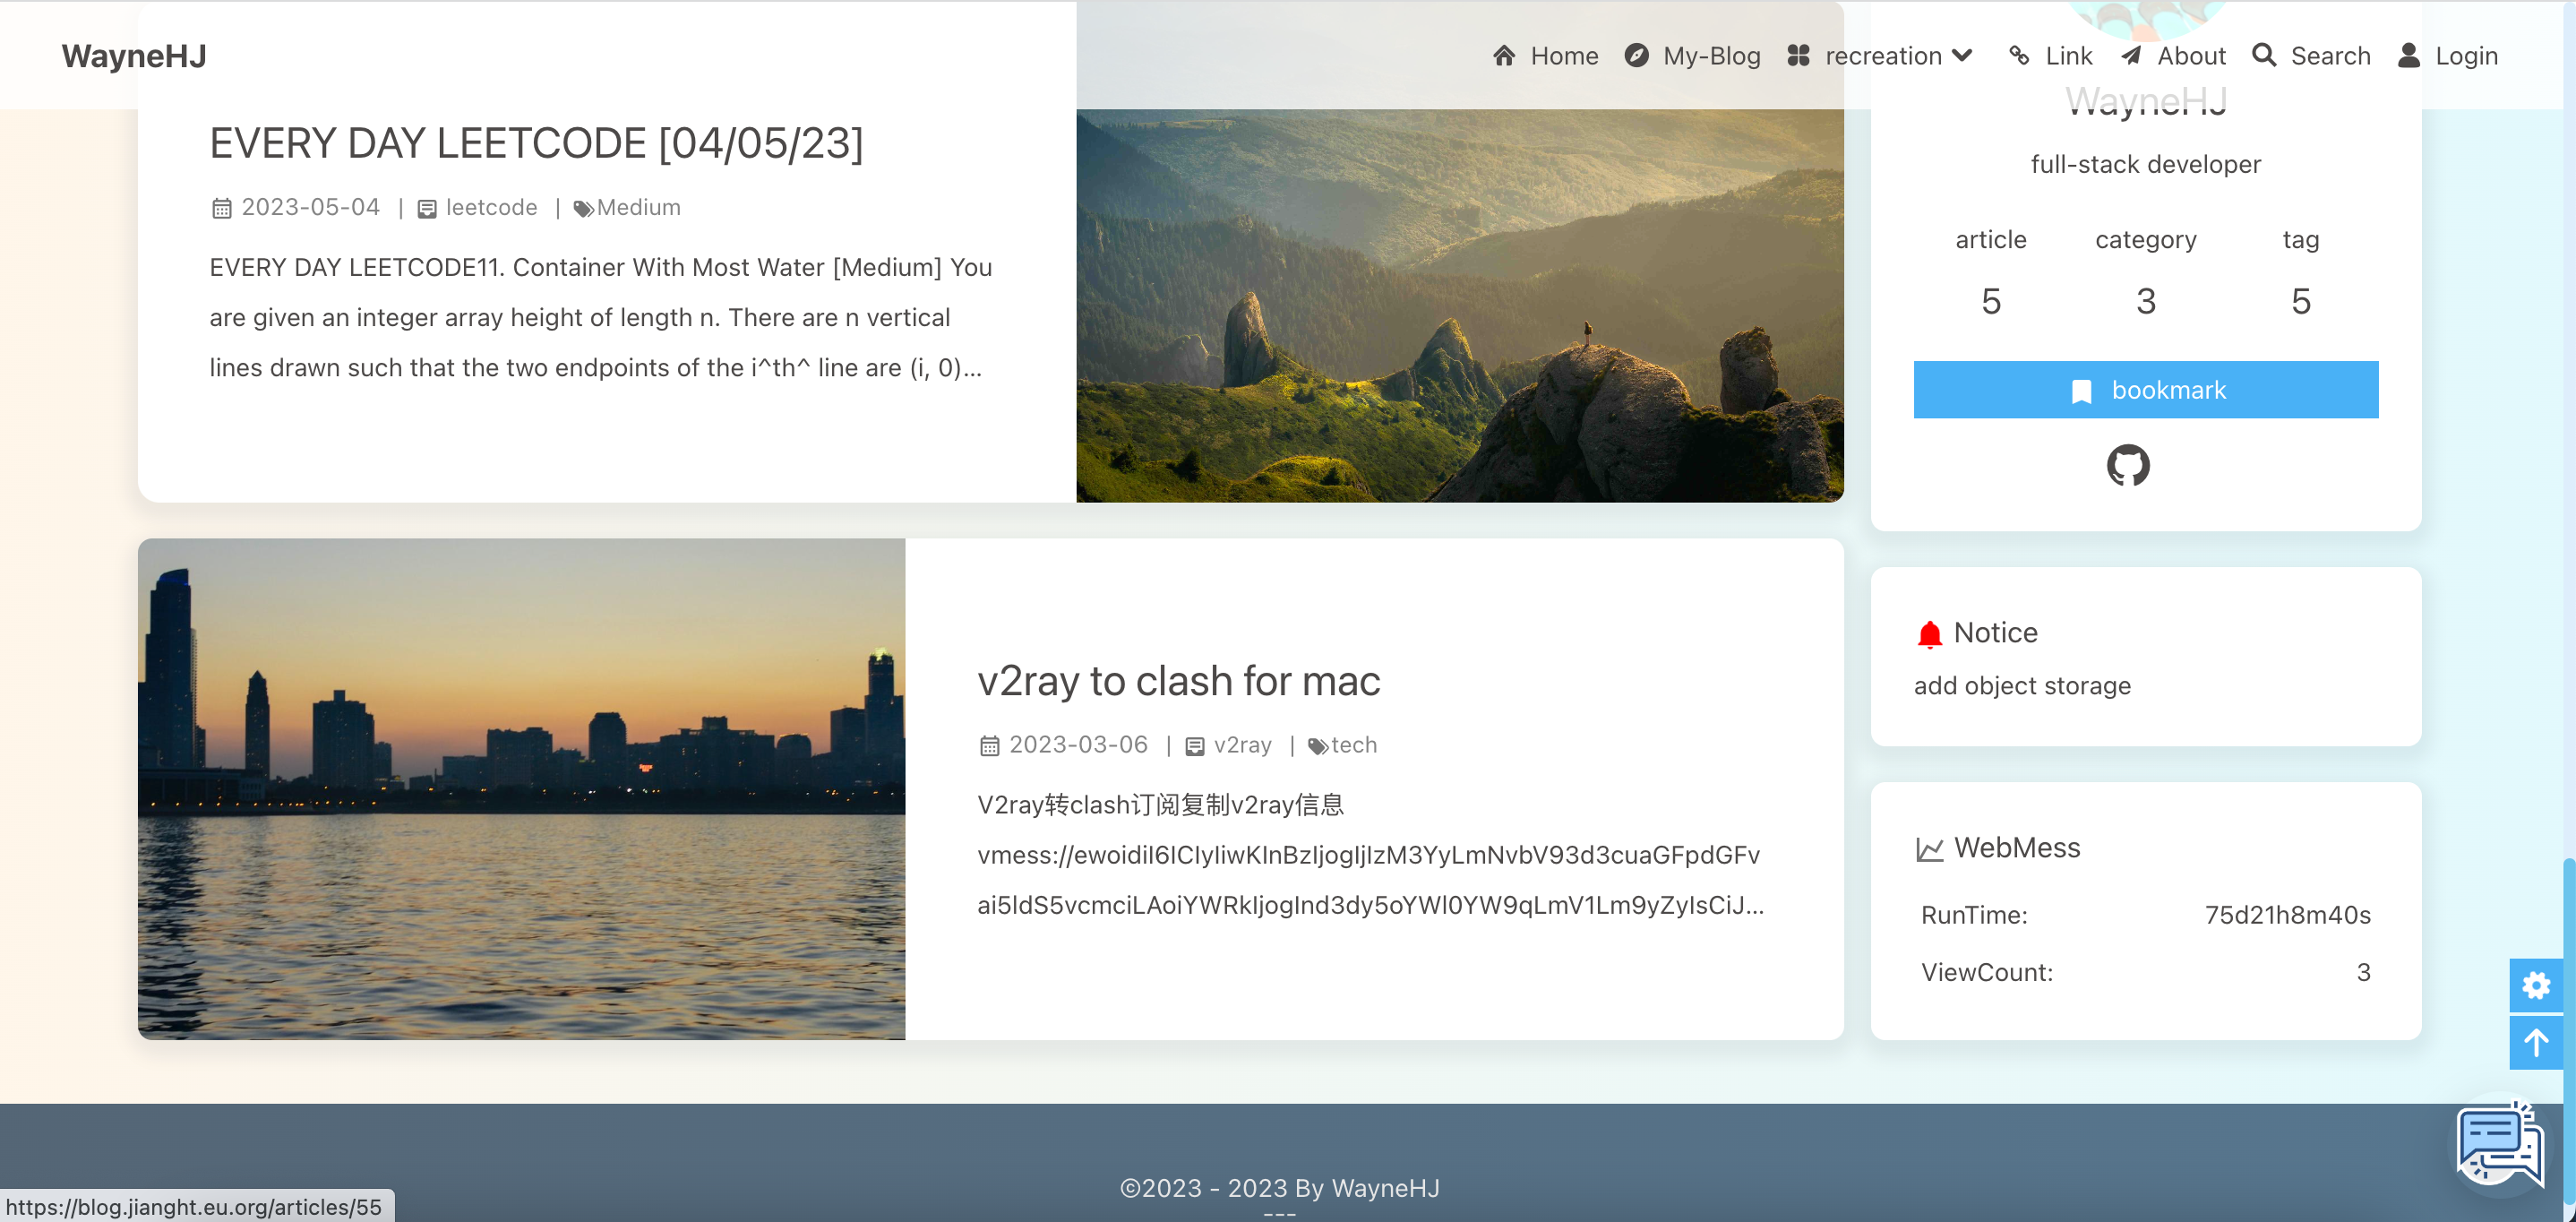 WayneHJ
Home
My-Blog
recreation
Link
About
Search
Login
EVERY DAY LEETCODE [04/05/23]
2023-05-04 | leetcode | Medium
EVERY DAY LEETCODE11. Container With Most Water [Medium] You
are given an integer array height of length n. There are n vertical
lines drawn such that the two endpoints of the i^th^ line are (i, 0)...
v2ray to clash for mac
2023-03-06 | v2ray | tech
V2ray转clash订阅复制v2ray信息
vmess://ewoidiI6ICIyIiwKInBzIjogIjIzM3YyLmNvbV93d3cuaGFpdGFv
ai5ldS5vcmciLAoiYWRkIjogInd3dy5oYWl0YW9qLmV1Lm9yZyIsCiJ...
WayneHJ
full-stack developer
article
category
tag
5
3
5
bookmark
Notice
add object storage
WebMess
RunTime: 75d21h8m40s
ViewCount: 3
©2023 - 2023 By WayneHJ
---
https://blog.jianght.eu.org/articles/55